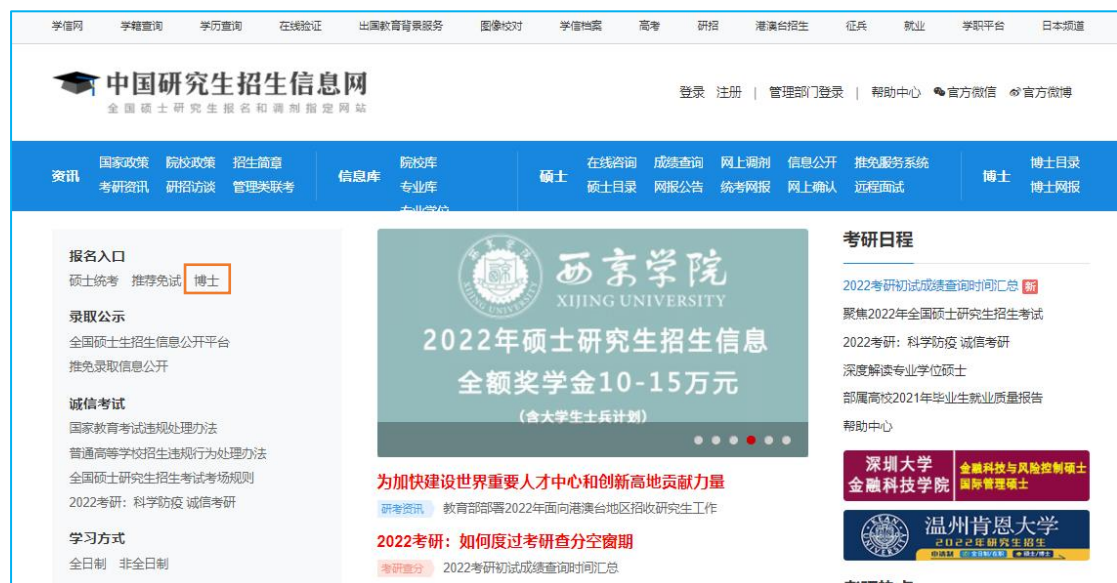 学信网 学籍查询 学历查询 在线验证 出国教育背景服务 图像校对 学信档案 高考 研招 港澳台招生 征兵 就业 学职平台 日本频道
中国研究生招生信息网
全国硕士研究生报名和调剂指定网站
登录 注册 | 管理部门登录 | 帮助中心 官方微信 官方微博
资讯
国家政策 院校政策 招生简章
考研资讯 研招访谈 管理类联考
信息库
院校库
专业库
专业学位
硕士
在线咨询 成绩查询 网上调剂 信息公开 推免服务系统
硕士目录 网报公告 统考网报 网上确认 远程面试
博士
博士目录
博士网报
报名入口
硕士统考 推荐免试 博士
录取公示
全国硕士生招生信息公开平台
推免录取信息公开
诚信考试
国家教育考试违规处理办法
普通高等学校招生违规行为处理办法
全国硕士研究生招生考试考场规则
2022考研：科学防疫 诚信考研
学习方式
全日制 非全日制
西京学院
XIJING UNIVERSITY
2022年硕士研究生招生信息
全额奖学金10-15万元
（含大学生士兵计划）
为加快建设世界重要人才中心和创新高地贡献力量
研考资讯 教育部部署2022年面向港澳台地区招收研究生工作
2022考研：如何度过考研查分空窗期
考研查分 2022考研初试成绩查询时间汇总
考研日程
2022考研初试成绩查询时间汇总 新
聚焦2022年全国硕士研究生招生考试
2022考研：科学防疫 诚信考研
深度解读专业学位硕士
部属高校2021年毕业生就业质量报告
帮助中心
深圳大学
金融科技学院
金融科技与风险控制硕士
国际管理硕士
温州肯恩大学
2022年研究生招生